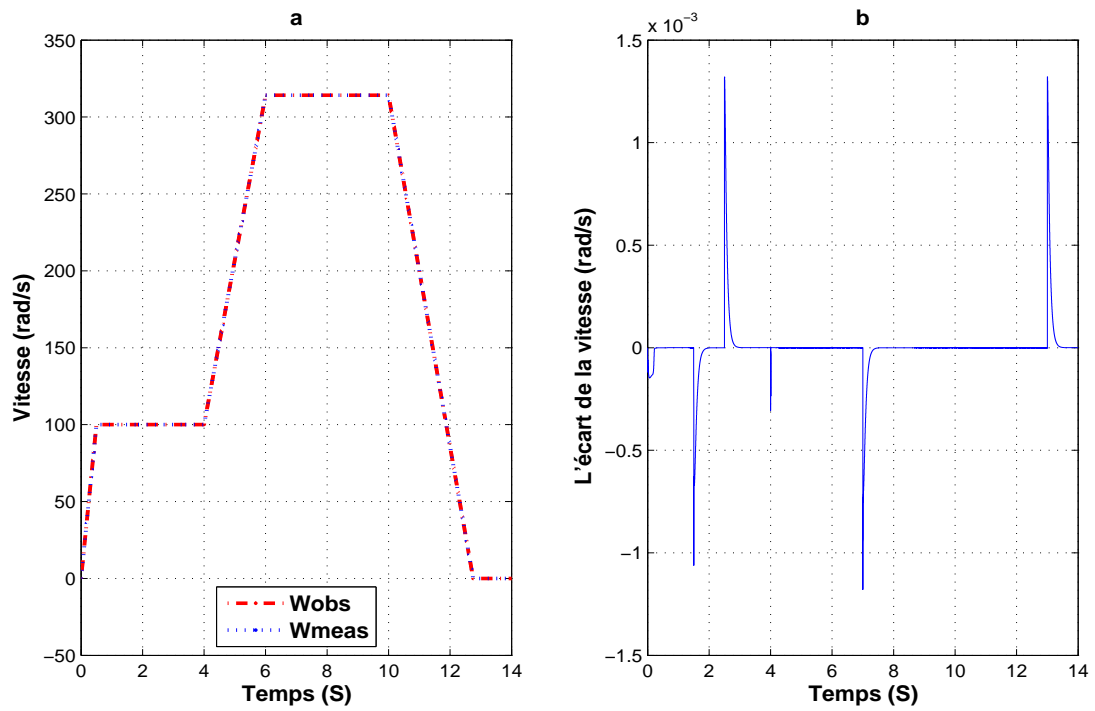 a
350
300
250
200
150
100
50
0
−50
0 2 4 6 8 10 12 14
Vitesse (rad/s)
Temps (S)
Wobs
Wmeas
b
x 10−3
1.5
1
0.5
0
−0.5
−1
−1.5
0 2 4 6 8 10 12 14
L'écart de la vitesse (rad/s)
Temps (S)